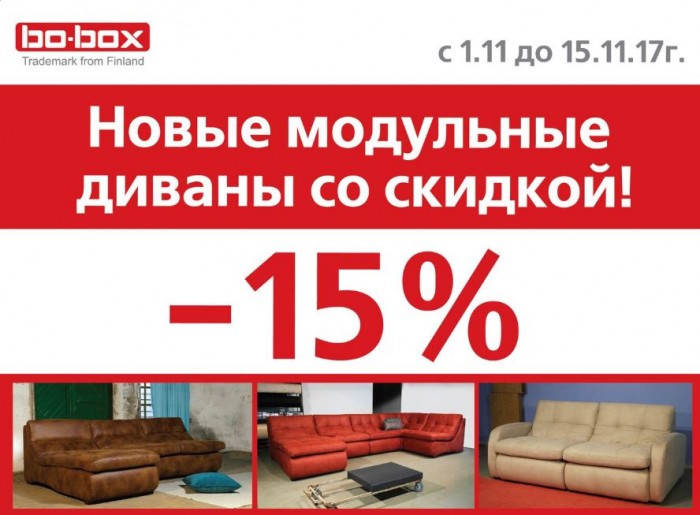 bo-box
Trademark from Finland
с 1.11 до 15.11.17г.
Новые модульные
диваны со скидкой!
–15%